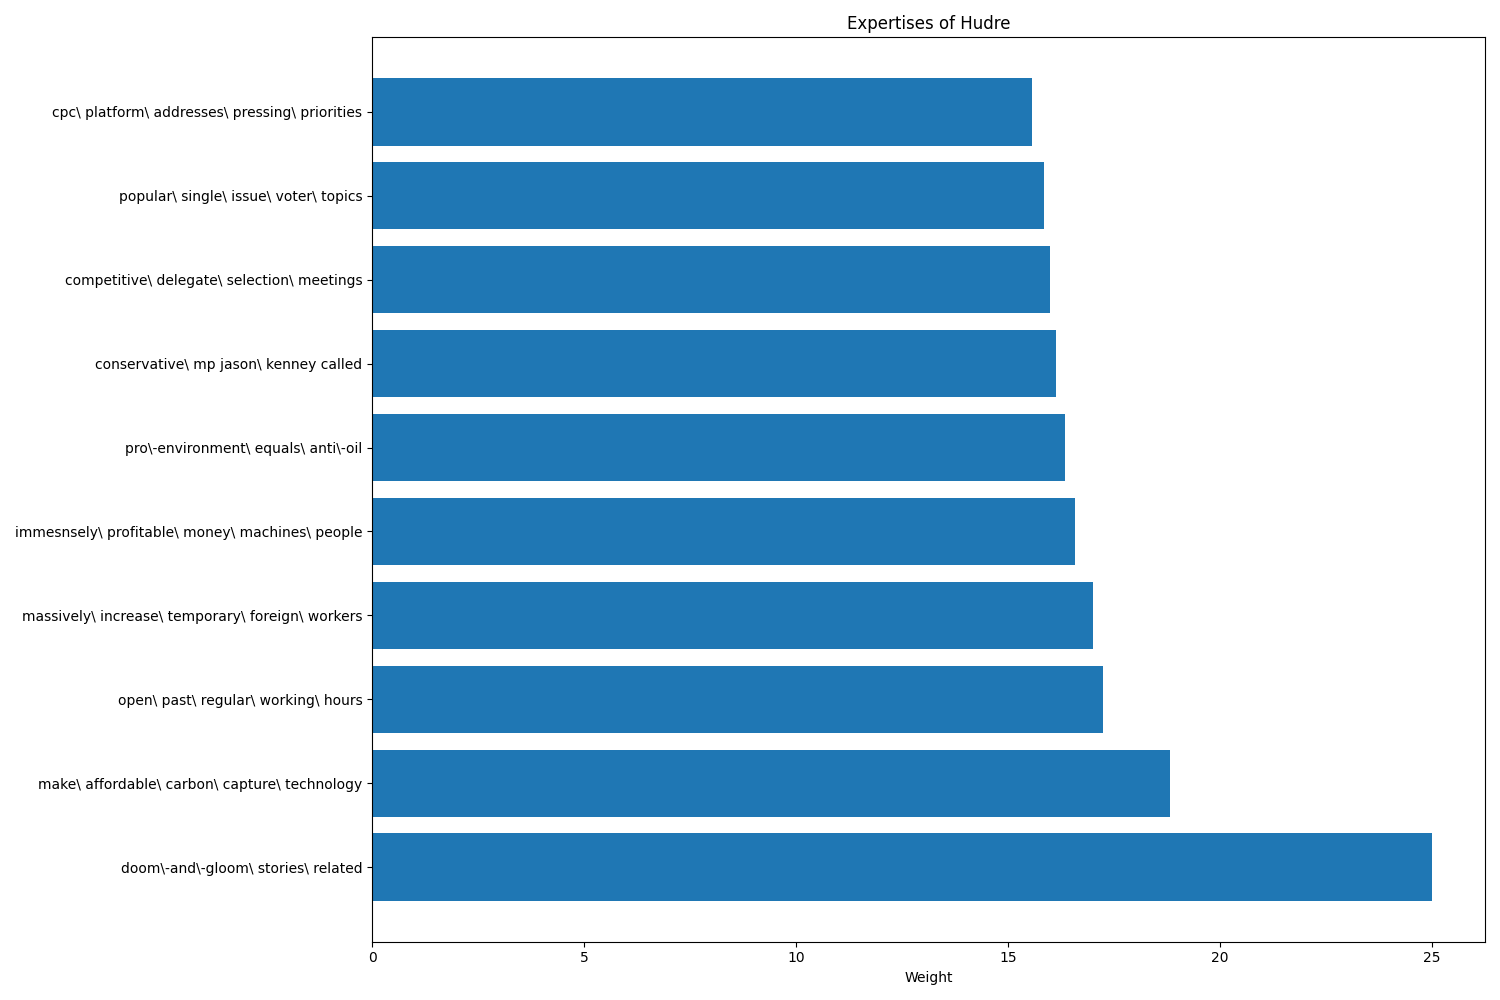 Expertises of Hudre
cpc\ platform\ addresses\ pressing\ priorities
popular\ single\ issue\ voter\ topics
competitive\ delegate\ selection\ meetings
conservative\ mp jason\ kenney called
pro\-environment\ equals\ anti\-oil
immesnsely\ profitable\ money\ machines\ people
massively\ increase\ temporary\ foreign\ workers
open\ past\ regular\ working\ hours
make\ affordable\ carbon\ capture\ technology
doom\-and\-gloom\ stories\ related
0 5 10 15 20 25
Weight